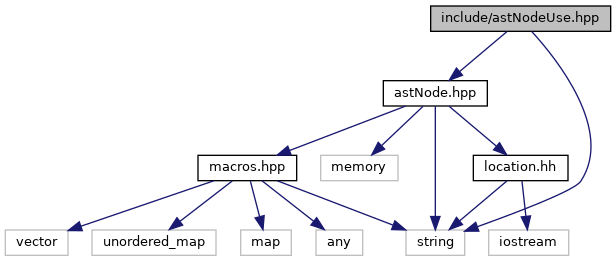 include/astNodeUse.hpp
astNode.hpp
macros.hpp
memory
location.hh
vector
unordered_map
map
any
string
iostream